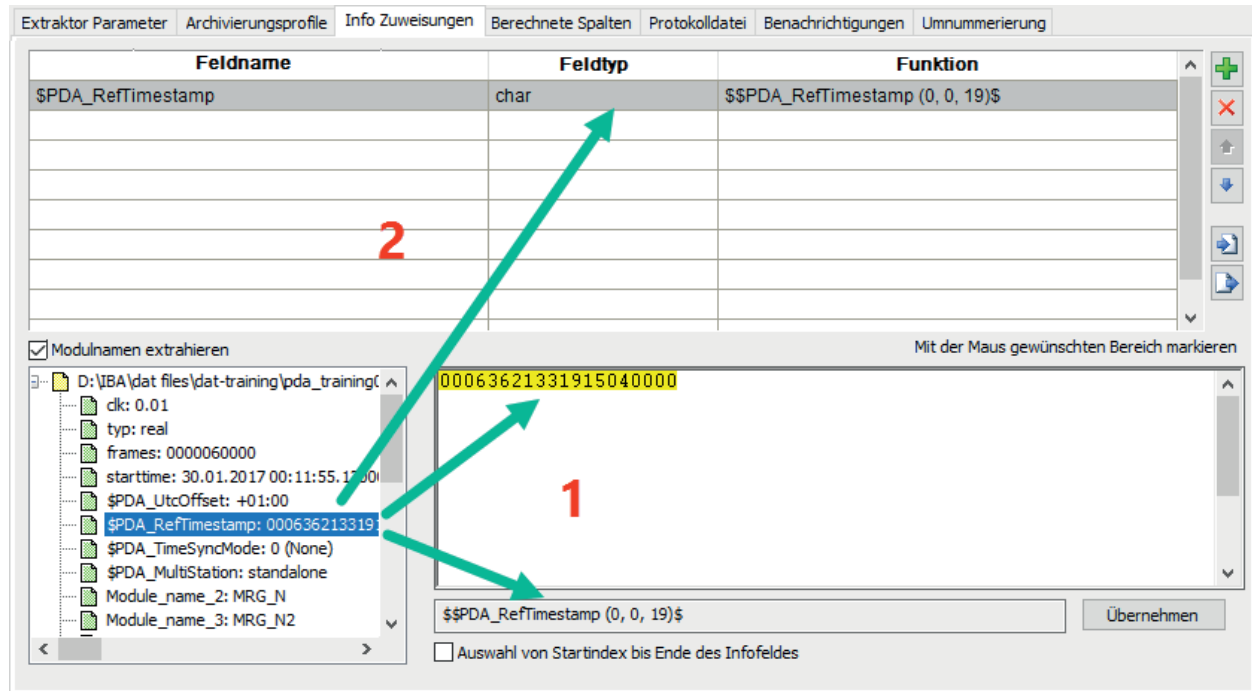 Extraktor Parameter Archivierungsprofile Info Zuweisungen Berechnete Spalten Protokolldatei Benachrichtigungen Umnummerierung
Feldname Feldtyp Funktion
$PDA_RefTimestamp char $$PDA_RefTimestamp (0, 0, 19)$
2
Modulnamen extrahieren
Mit der Maus gewünschten Bereich markieren
D:\IBA\dat files\dat-training\pda_training
clk: 0.01
typ: real
frames: 0000060000
starttime: 30.01.2017 00:11:55.
$PDA_UtcOffset: +01:00
$PDA_RefTimestamp: 000636213319
$PDA_TimeSyncMode: 0 (None)
$PDA_MultiStation: standalone
Module_name_2: MRG_N
Module_name_3: MRG_N2
00063621331915040000
1
$$PDA_RefTimestamp (0, 0, 19)$
Übernehmen
Auswahl von Startindex bis Ende des Infofeldes